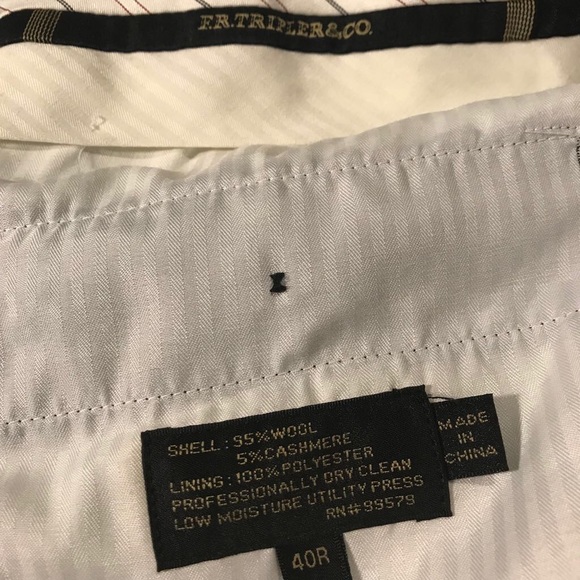 F.R.TRIPLER&CO.
SHELL: 95%WOOL
5%CASHMERE
LINING: 100%POLYESTER
PROFESSIONALLY DRY CLEAN
LOW MOISTURE UTILITY PRESS
RN#99579
MADE
IN
CHINA
40R